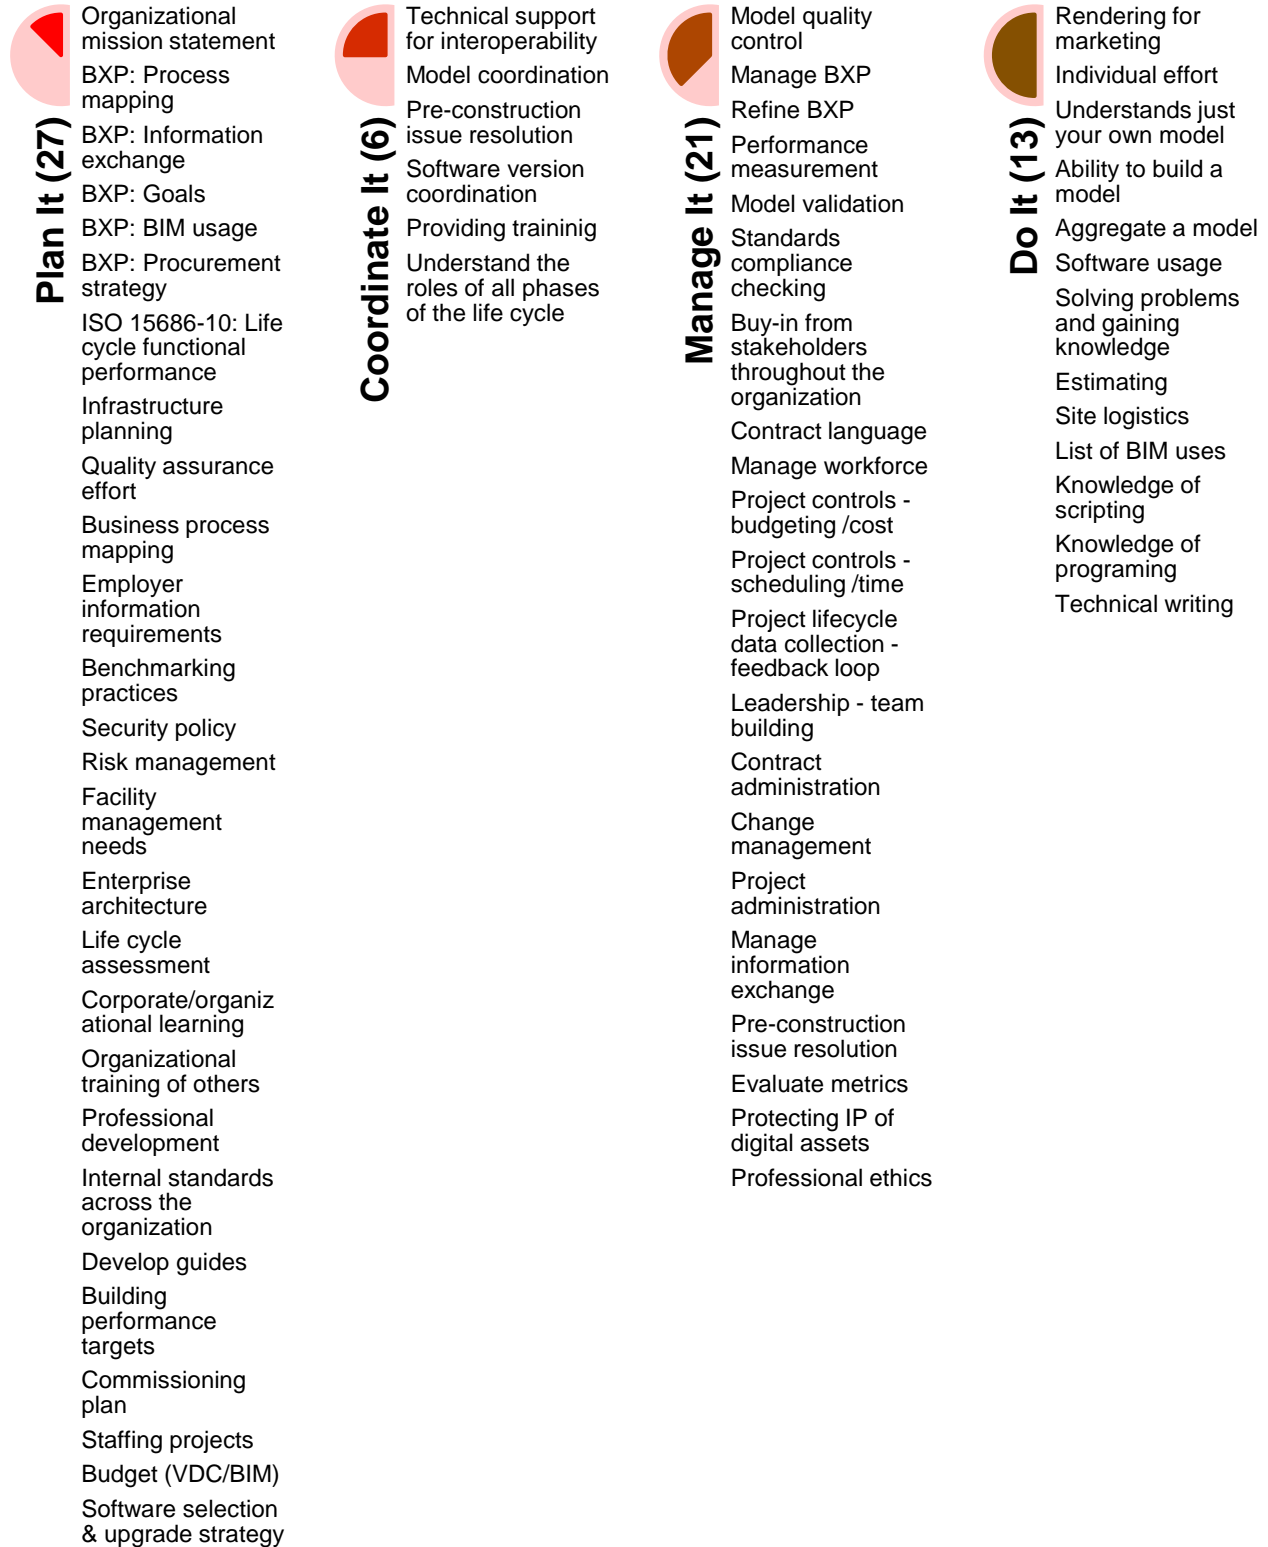 Plan It (27)
Organizational
mission statement
BXP: Process
mapping
BXP: Information
exchange
BXP: Goals
BXP: BIM usage
BXP: Procurement
strategy
ISO 15686-10: Life
cycle functional
performance
Infrastructure
planning
Quality assurance
effort
Business process
mapping
Employer
information
requirements
Benchmarking
practices
Security policy
Risk management
Facility
management
needs
Enterprise
architecture
Life cycle
assessment
Corporate/organiz
ational learning
Organizational
training of others
Professional
development
Internal standards
across the
organization
Develop guides
Building
performance
targets
Commissioning
plan
Staffing projects
Budget (VDC/BIM)
Software selection
& upgrade strategy
Coordinate It (6)
Technical support
for interoperability
Model coordination
Pre-construction
issue resolution
Software version
coordination
Providing traininig
Understand the
roles of all phases
of the life cycle
Manage It (21)
Model quality
control
Manage BXP
Refine BXP
Performance
measurement
Model validation
Standards
compliance
checking
Buy-in from
stakeholders
throughout the
organization
Contract language
Manage workforce
Project controls -
budgeting /cost
Project controls -
scheduling /time
Project lifecycle
data collection -
feedback loop
Leadership - team
building
Contract
administration
Change
management
Project
administration
Manage
information
exchange
Pre-construction
issue resolution
Evaluate metrics
Protecting IP of
digital assets
Professional ethics
Do It (13)
Rendering for
marketing
Individual effort
Understands just
your own model
Ability to build a
model
Aggregate a model
Software usage
Solving problems
and gaining
knowledge
Estimating
Site logistics
List of BIM uses
Knowledge of
scripting
Knowledge of
programing
Technical writing